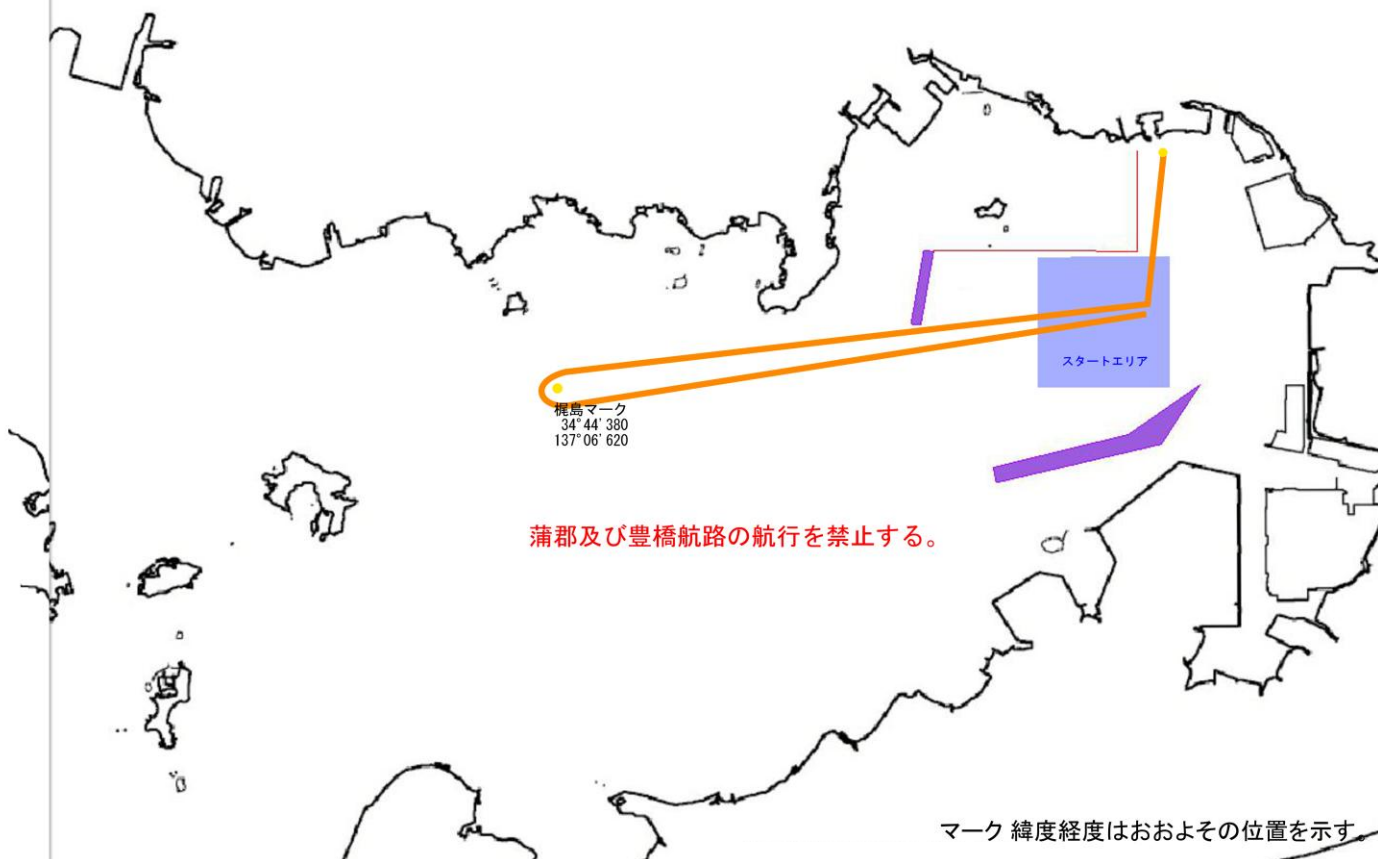 スタートエリア
梶島マーク
34°44'380
137°06'620
蒲郡及び豊橋航路の航行を禁止する。
マーク 緯度経度はおおよその位置を示す。